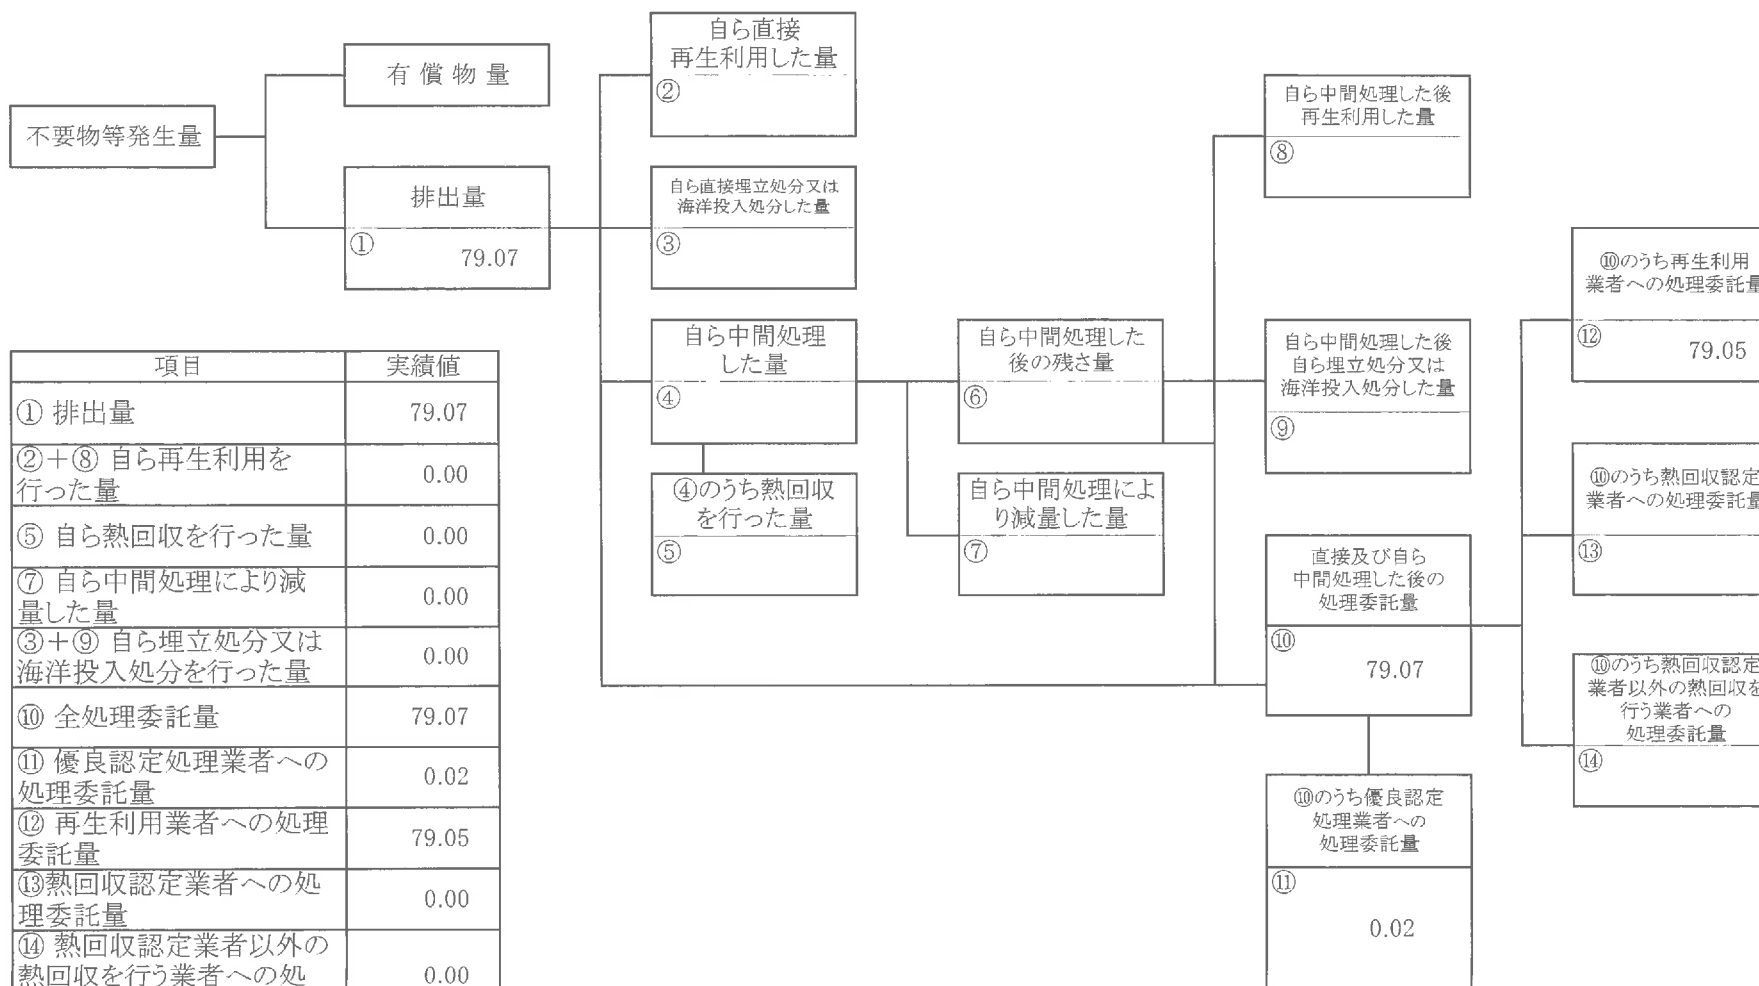 不要物等発生量
有償物量
排出量
①
79.07
自ら直接
再生利用した量
②
自ら直接埋立処分又は
海洋投入処分した量
③
自ら中間処理
した量
④
④のうち熱回収
を行った量
⑤
自ら中間処理した
後の残さ量
⑥
自ら中間処理によ
り減量した量
⑦
自ら中間処理した後
再生利用した量
⑧
自ら中間処理した後
自ら埋立処分又は
海洋投入処分した量
⑨
直接及び自ら
中間処理した後の
処理委託量
⑩
79.07
⑩のうち優良認定
処理業者への
処理委託量
⑪
0.02
⑩のうち再生利用
業者への処理委託量
⑫
79.05
⑩のうち熱回収認定
業者への処理委託量
⑬
⑩のうち熱回収認定
業者以外の熱回収を
行う業者への
処理委託量
⑭
項目 実績値
① 排出量 79.07
②+⑧ 自ら再生利用を
行った量 0.00
⑤ 自ら熱回収を行った量 0.00
⑦ 自ら中間処理により減
量した量 0.00
③+⑨ 自ら埋立処分又は
海洋投入処分を行った量 0.00
⑩ 全処理委託量 79.07
⑪ 優良認定処理業者への
処理委託量 0.02
⑫ 再生利用業者への処理
委託量 79.05
⑬熱回収認定業者への処
理委託量 0.00
⑭ 熱回収認定業者以外の
熱回収を行う業者への処 0.00